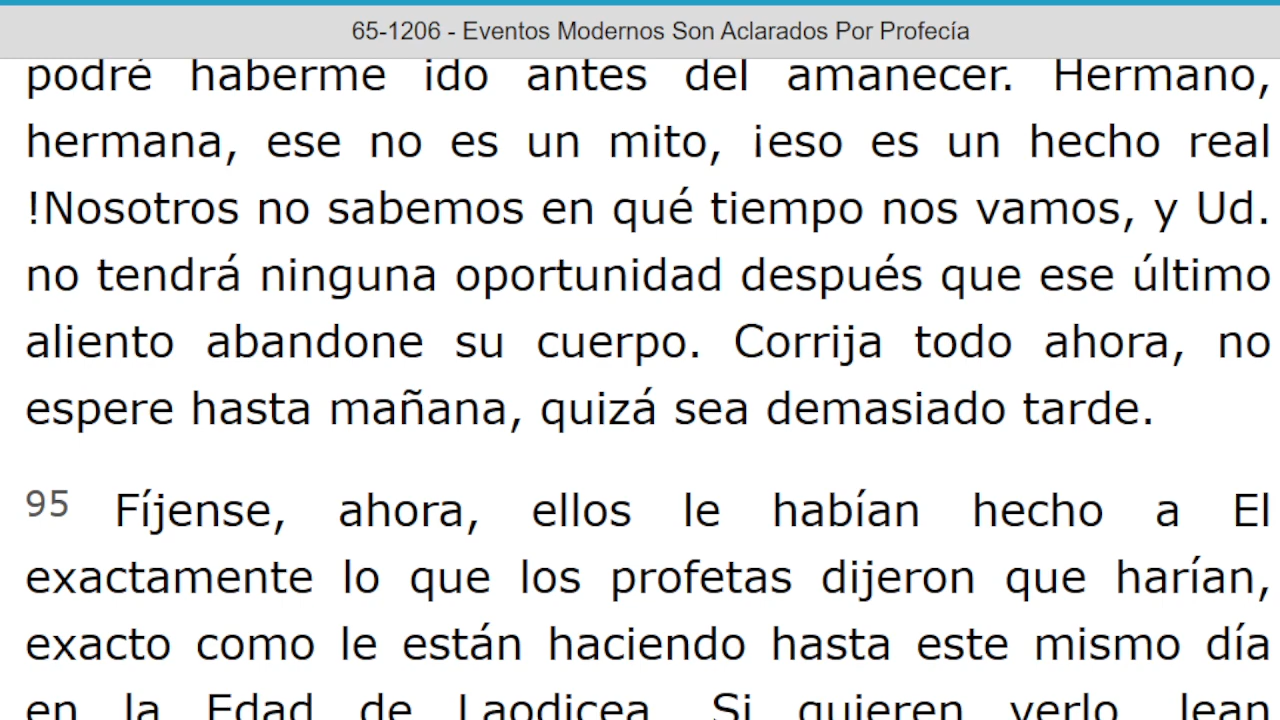 65-1206 - Eventos Modernos Son Aclarados Por Profecía
podré haberme ido antes del amanecer. Hermano,
hermana, ese no es un mito, ¡eso es un hecho real
!Nosotros no sabemos en qué tiempo nos vamos, y Ud.
no tendrá ninguna oportunidad después que ese último
aliento abandone su cuerpo. Corrija todo ahora, no
espere hasta mañana, quizá sea demasiado tarde.
95 Fíjense, ahora, ellos le habían hecho a El
exactamente lo que los profetas dijeron que harían,
exacto como le están haciendo hasta este mismo día
en la Edad de Laodicea. Si quieren verlo, lean